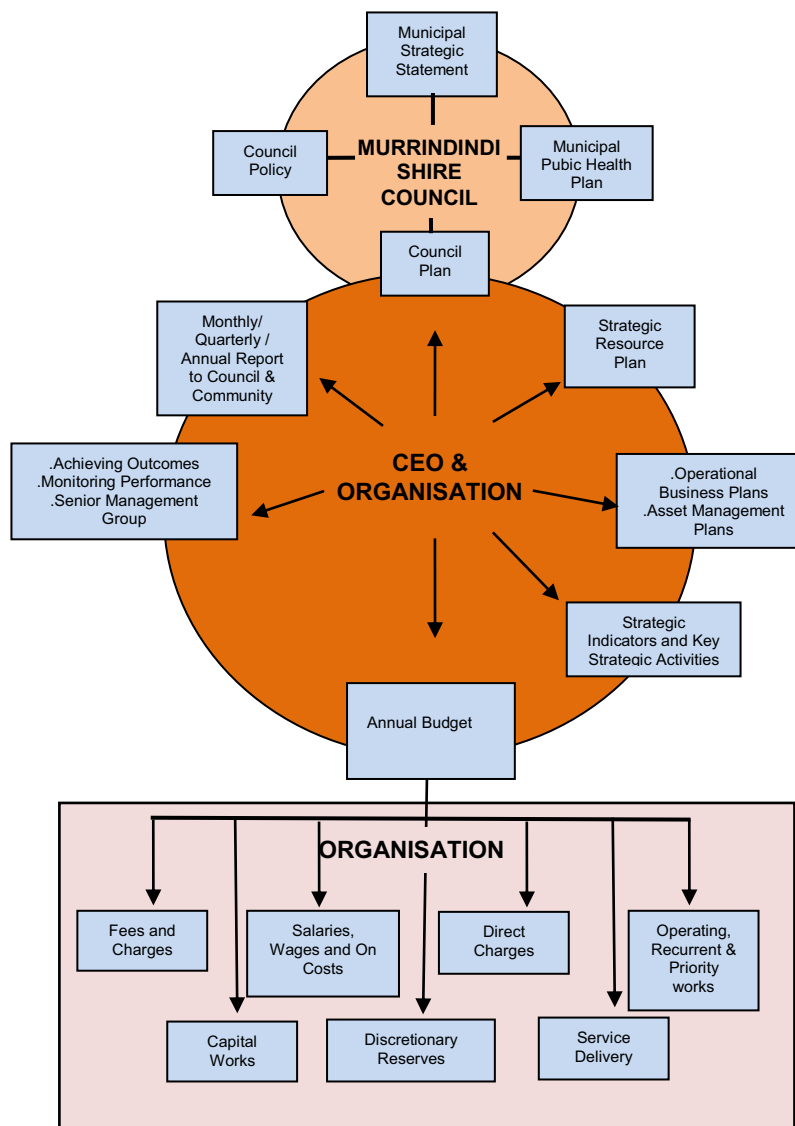 Municipal
Strategic
Statement
Council
Policy
MURRINDINDI
SHIRE
COUNCIL
Municipal
Pubic Health
Plan
Council
Plan
Monthly/
Quarterly /
Annual Report
to Council &
Community
Strategic
Resource
Plan
.Achieving Outcomes
.Monitoring Performance
.Senior Management
Group
CEO &
ORGANISATION
.Operational
Business Plans
.Asset Management
Plans
Strategic
Indicators and Key
Strategic Activities
Annual Budget
ORGANISATION
Fees and
Charges
Salaries,
Wages and On
Costs
Direct
Charges
Operating,
Recurrent &
Priority
works
Capital
Works
Discretionary
Reserves
Service
Delivery